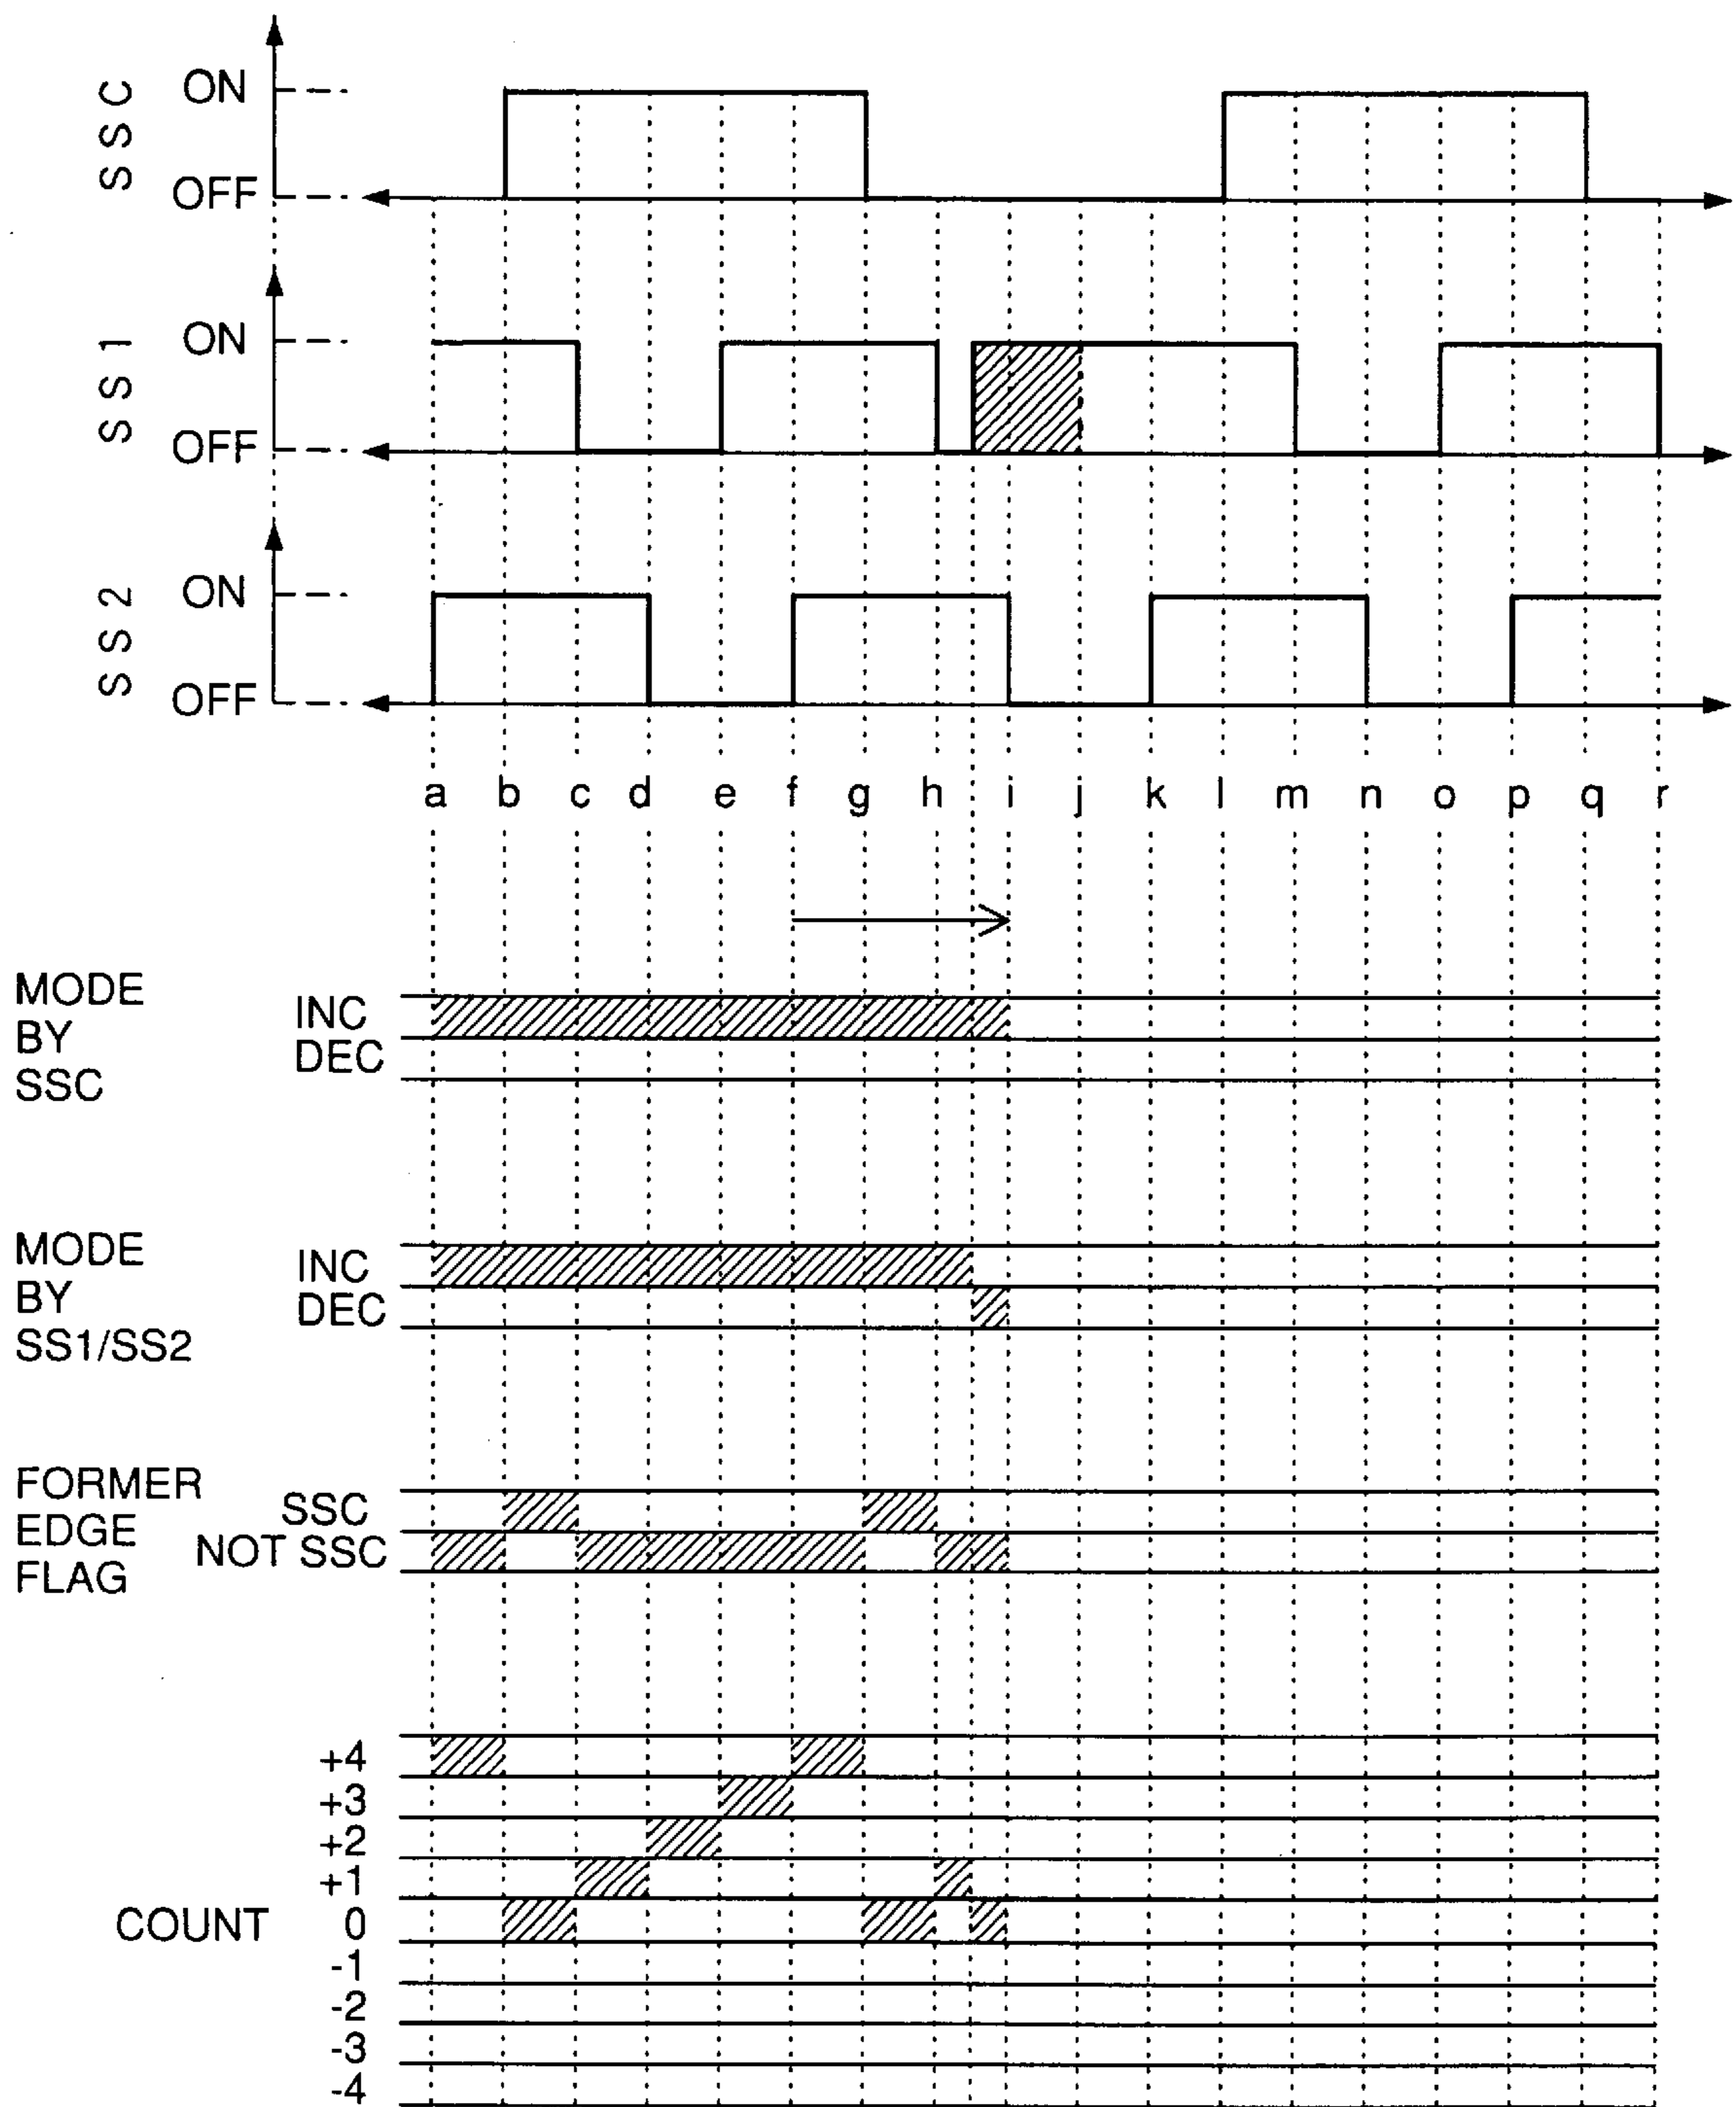 SSC ON
OFF
SS1 ON
OFF
SS2 ON
OFF
a b c d e f g h i j k l m n o p q r
MODE
BY
SSC
INC
DEC
MODE
BY
SS1/SS2
INC
DEC
FORMER
EDGE
FLAG
SSC
NOT SSC
+4
+3
+2
+1
COUNT 0
-1
-2
-3
-4